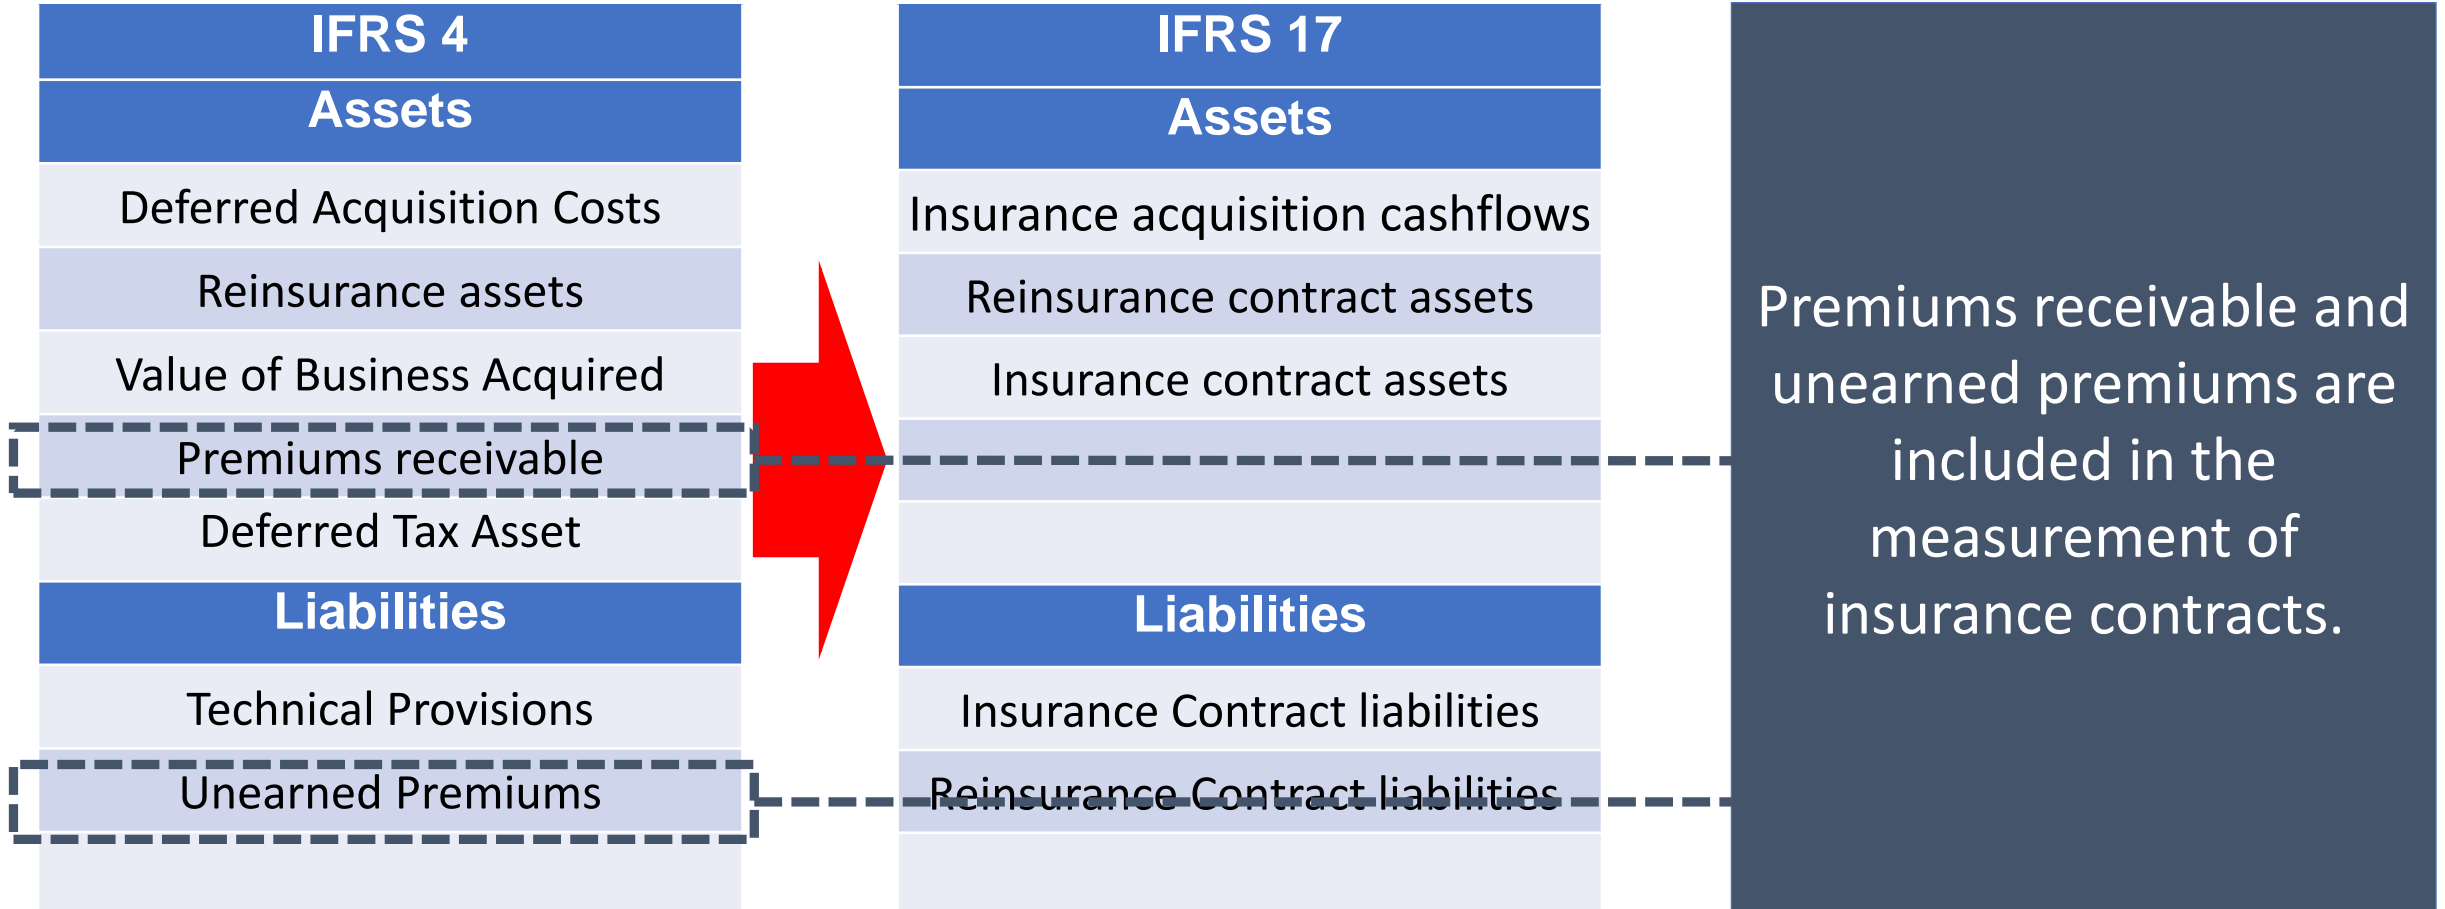 IFRS 4
Assets
Deferred Acquisition Costs
Reinsurance assets
Value of Business Acquired
Premiums receivable
Deferred Tax Asset
Liabilities
Technical Provisions
Unearned Premiums
IFRS 17
Assets
Insurance acquisition cashflows
Reinsurance contract assets
Insurance contract assets
Liabilities
Insurance Contract liabilities
Reinsurance Contract liabilities
Premiums receivable and
unearned premiums are
included in the
measurement of
insurance contracts.